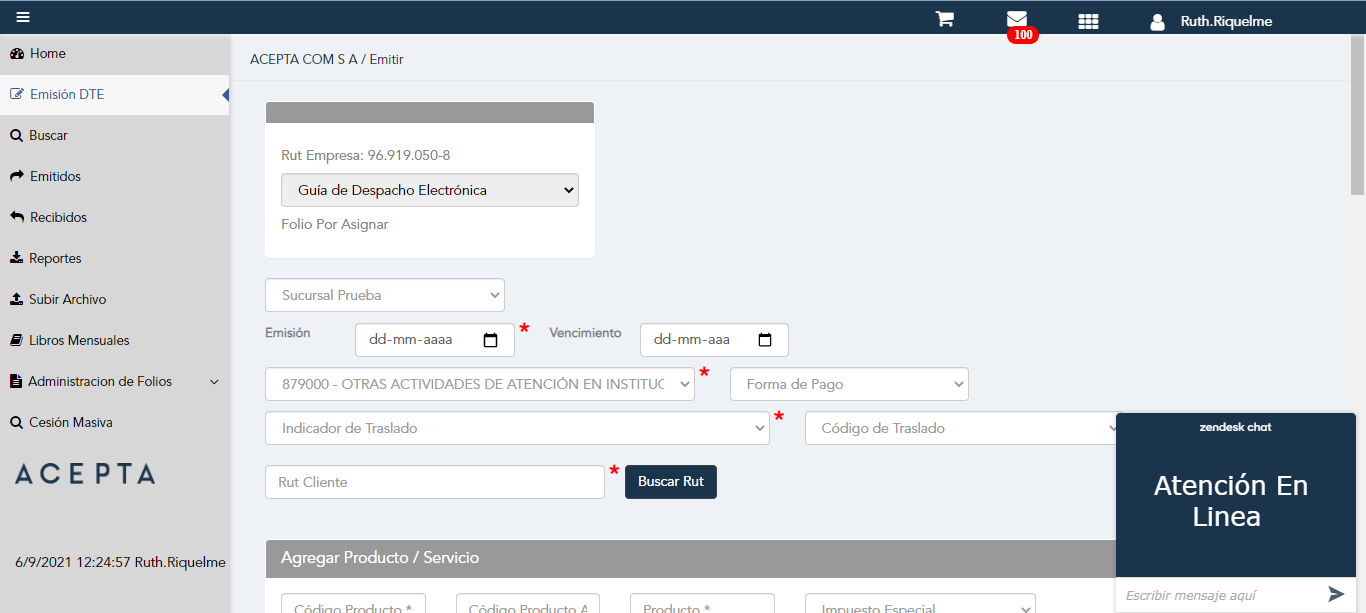 100
Ruth.Riquelme
Home
Emisión DTE
Buscar
Emitidos
Recibidos
Reportes
Subir Archivo
Libros Mensuales
Administracion de Folios
Cesión Masiva
ACEPTA
6/9/2021 12:24:57 Ruth.Riquelme
ACEPTA COM S A / Emitir
Rut Empresa: 96.919.050-8
Guía de Despacho Electrónica
Folio Por Asignar
Sucursal Prueba
Emisión dd-mm-aaaa * Vencimiento dd-mm-aaa
879000 - OTRAS ACTIVIDADES DE ATENCIÓN EN INSTITUC * Forma de Pago
Indicador de Traslado * Código de Traslado
Rut Cliente * Buscar Rut
Agregar Producto / Servicio
Código Producto * Código Producto A Producto * Impuesto Especial
zendesk chat
Atención En
Linea
Escribir mensaje aquí